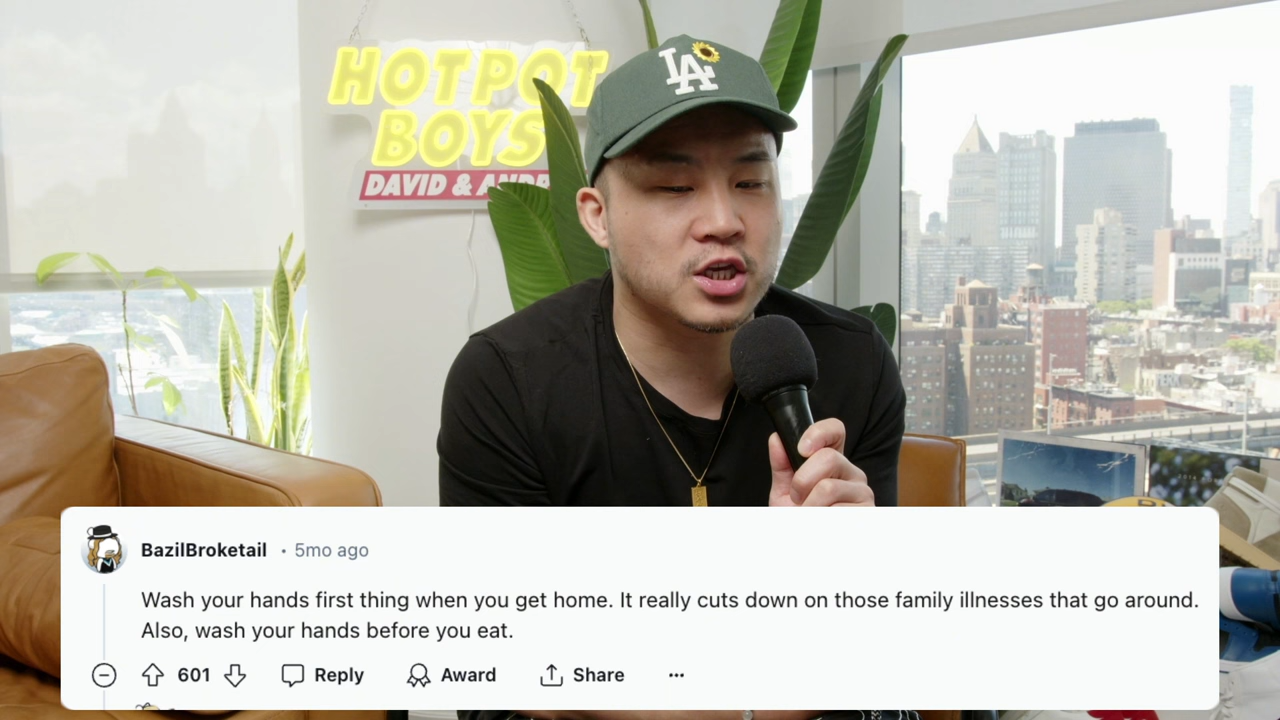 HOTPOT
BOYS
DAVID & ANDR
LA
BazilBroketail • 5mo ago
Wash your hands first thing when you get home. It really cuts down on those family illnesses that go around.
Also, wash your hands before you eat.
601 Reply Award Share ...